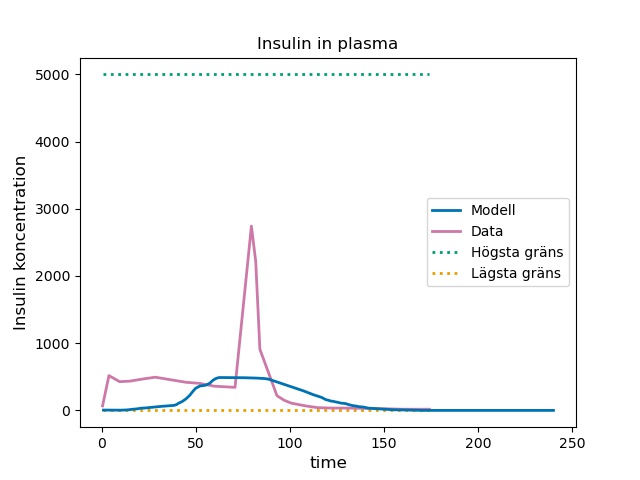 Insulin in plasma
Insulin koncentration
5000
4000
3000
2000
1000
0
Modell
Data
Högsta gräns
Lägsta gräns
0 50 100 150 200 250
time